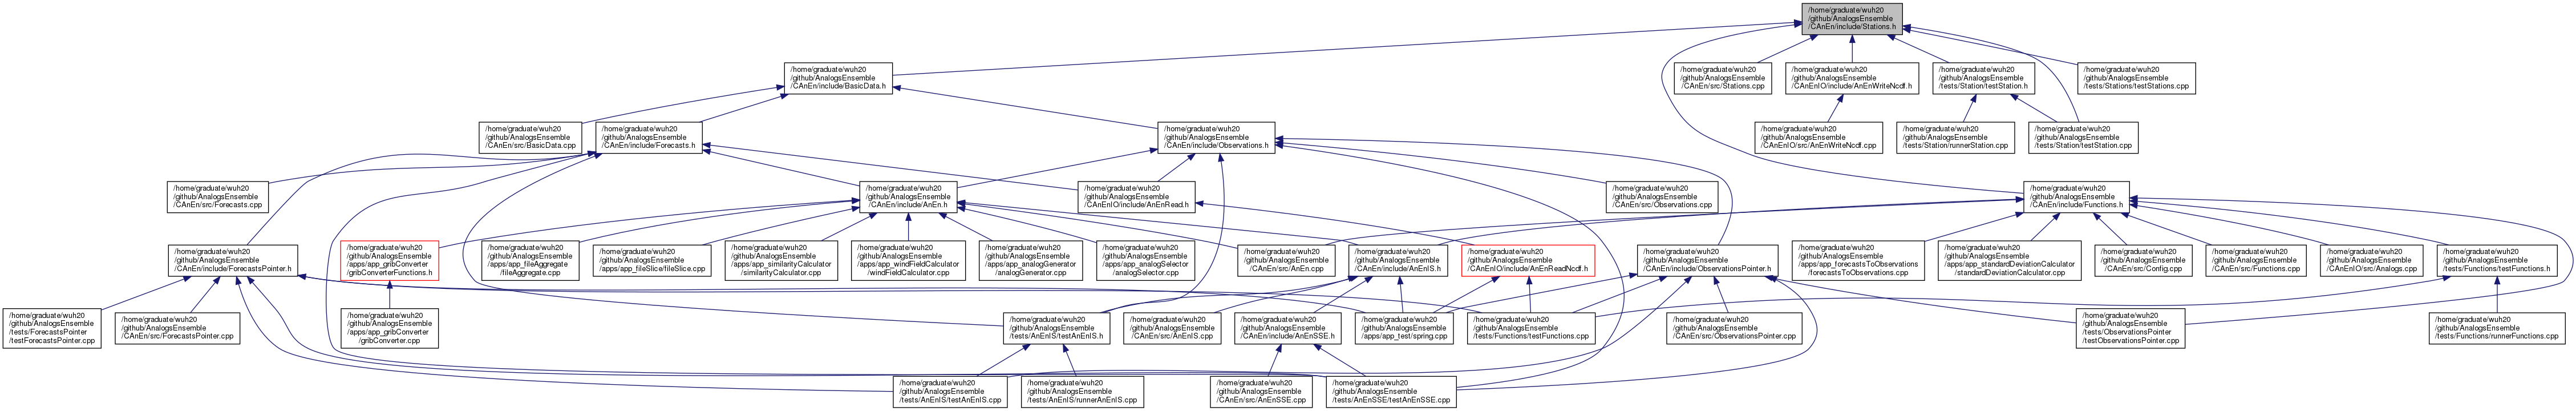 /home/graduate/wuh20
/github/AnalogsEnsemble
/CAnEn/include/Stations.h
/home/graduate/wuh20
/github/AnalogsEnsemble
/CAnEn/include/BasicData.h
/home/graduate/wuh20
/github/AnalogsEnsemble
/CAnEn/src/Stations.cpp
/home/graduate/wuh20
/github/AnalogsEnsemble
/CAnEnIO/include/AnEnWriteNcdf.h
/home/graduate/wuh20
/github/AnalogsEnsemble
/tests/Station/testStation.h
/home/graduate/wuh20
/github/AnalogsEnsemble
/tests/Stations/testStations.cpp
/home/graduate/wuh20
/github/AnalogsEnsemble
/CAnEn/src/BasicData.cpp
/home/graduate/wuh20
/github/AnalogsEnsemble
/CAnEn/include/Forecasts.h
/home/graduate/wuh20
/github/AnalogsEnsemble
/CAnEn/include/Observations.h
/home/graduate/wuh20
/github/AnalogsEnsemble
/CAnEnIO/src/AnEnWriteNcdf.cpp
/home/graduate/wuh20
/github/AnalogsEnsemble
/tests/Station/runnerStation.cpp
/home/graduate/wuh20
/github/AnalogsEnsemble
/tests/Station/testStation.cpp
/home/graduate/wuh20
/github/AnalogsEnsemble
/CAnEn/src/Forecasts.cpp
/home/graduate/wuh20
/github/AnalogsEnsemble
/CAnEn/include/AnEn.h
/home/graduate/wuh20
/github/AnalogsEnsemble
/CAnEnIO/include/AnEnRead.h
/home/graduate/wuh20
/github/AnalogsEnsemble
/CAnEn/src/Observations.cpp
/home/graduate/wuh20
/github/AnalogsEnsemble
/CAnEn/include/Functions.h
/home/graduate/wuh20
/github/AnalogsEnsemble
/CAnEn/include/ForecastsPointer.h
/home/graduate/wuh20
/github/AnalogsEnsemble
/apps/app_gribConverter
/gribConverterFunctions.h
/home/graduate/wuh20
/github/AnalogsEnsemble
/apps/app_fileAggregate
/fileAggregate.cpp
/home/graduate/wuh20
/github/AnalogsEnsemble
/apps/app_fileSlice/fileSlice.cpp
/home/graduate/wuh20
/github/AnalogsEnsemble
/apps/app_similarityCalculator
/similarityCalculator.cpp
/home/graduate/wuh20
/github/AnalogsEnsemble
/apps/app_windFieldCalculator
/windFieldCalculator.cpp
/home/graduate/wuh20
/github/AnalogsEnsemble
/apps/app_analogGenerator
/analogGenerator.cpp
/home/graduate/wuh20
/github/AnalogsEnsemble
/apps/app_analogSelector
/analogSelector.cpp
/home/graduate/wuh20
/github/AnalogsEnsemble
/CAnEn/src/AnEn.cpp
/home/graduate/wuh20
/github/AnalogsEnsemble
/CAnEn/include/AnEnIS.h
/home/graduate/wuh20
/github/AnalogsEnsemble
/CAnEnIO/include/AnEnReadNcdf.h
/home/graduate/wuh20
/github/AnalogsEnsemble
/CAnEn/include/ObservationsPointer.h
/home/graduate/wuh20
/github/AnalogsEnsemble
/apps/app_forecastsToObservations
/forecastsToObservations.cpp
/home/graduate/wuh20
/github/AnalogsEnsemble
/apps/app_standardDeviationCalculator
/standardDeviationCalculator.cpp
/home/graduate/wuh20
/github/AnalogsEnsemble
/CAnEn/src/Config.cpp
/home/graduate/wuh20
/github/AnalogsEnsemble
/CAnEn/src/Functions.cpp
/home/graduate/wuh20
/github/AnalogsEnsemble
/CAnEnIO/src/Analogs.cpp
/home/graduate/wuh20
/github/AnalogsEnsemble
/tests/Functions/testFunctions.h
/home/graduate/wuh20
/github/AnalogsEnsemble
/tests/ForecastsPointer
/testForecastsPointer.cpp
/home/graduate/wuh20
/github/AnalogsEnsemble
/CAnEn/src/ForecastsPointer.cpp
/home/graduate/wuh20
/github/AnalogsEnsemble
/apps/app_gribConverter
/gribConverter.cpp
/home/graduate/wuh20
/github/AnalogsEnsemble
/tests/AnEnIS/testAnEnIS.h
/home/graduate/wuh20
/github/AnalogsEnsemble
/CAnEn/src/AnEnIS.cpp
/home/graduate/wuh20
/github/AnalogsEnsemble
/CAnEn/include/AnEnSSE.h
/home/graduate/wuh20
/github/AnalogsEnsemble
/apps/app_test/spring.cpp
/home/graduate/wuh20
/github/AnalogsEnsemble
/tests/Functions/testFunctions.cpp
/home/graduate/wuh20
/github/AnalogsEnsemble
/CAnEn/src/ObservationsPointer.cpp
/home/graduate/wuh20
/github/AnalogsEnsemble
/tests/ObservationsPointer
/testObservationsPointer.cpp
/home/graduate/wuh20
/github/AnalogsEnsemble
/tests/Functions/runnerFunctions.cpp
/home/graduate/wuh20
/github/AnalogsEnsemble
/tests/AnEnIS/testAnEnIS.cpp
/home/graduate/wuh20
/github/AnalogsEnsemble
/tests/AnEnIS/runnerAnEnIS.cpp
/home/graduate/wuh20
/github/AnalogsEnsemble
/CAnEn/src/AnEnSSE.cpp
/home/graduate/wuh20
/github/AnalogsEnsemble
/tests/AnEnSSE/testAnEnSSE.cpp